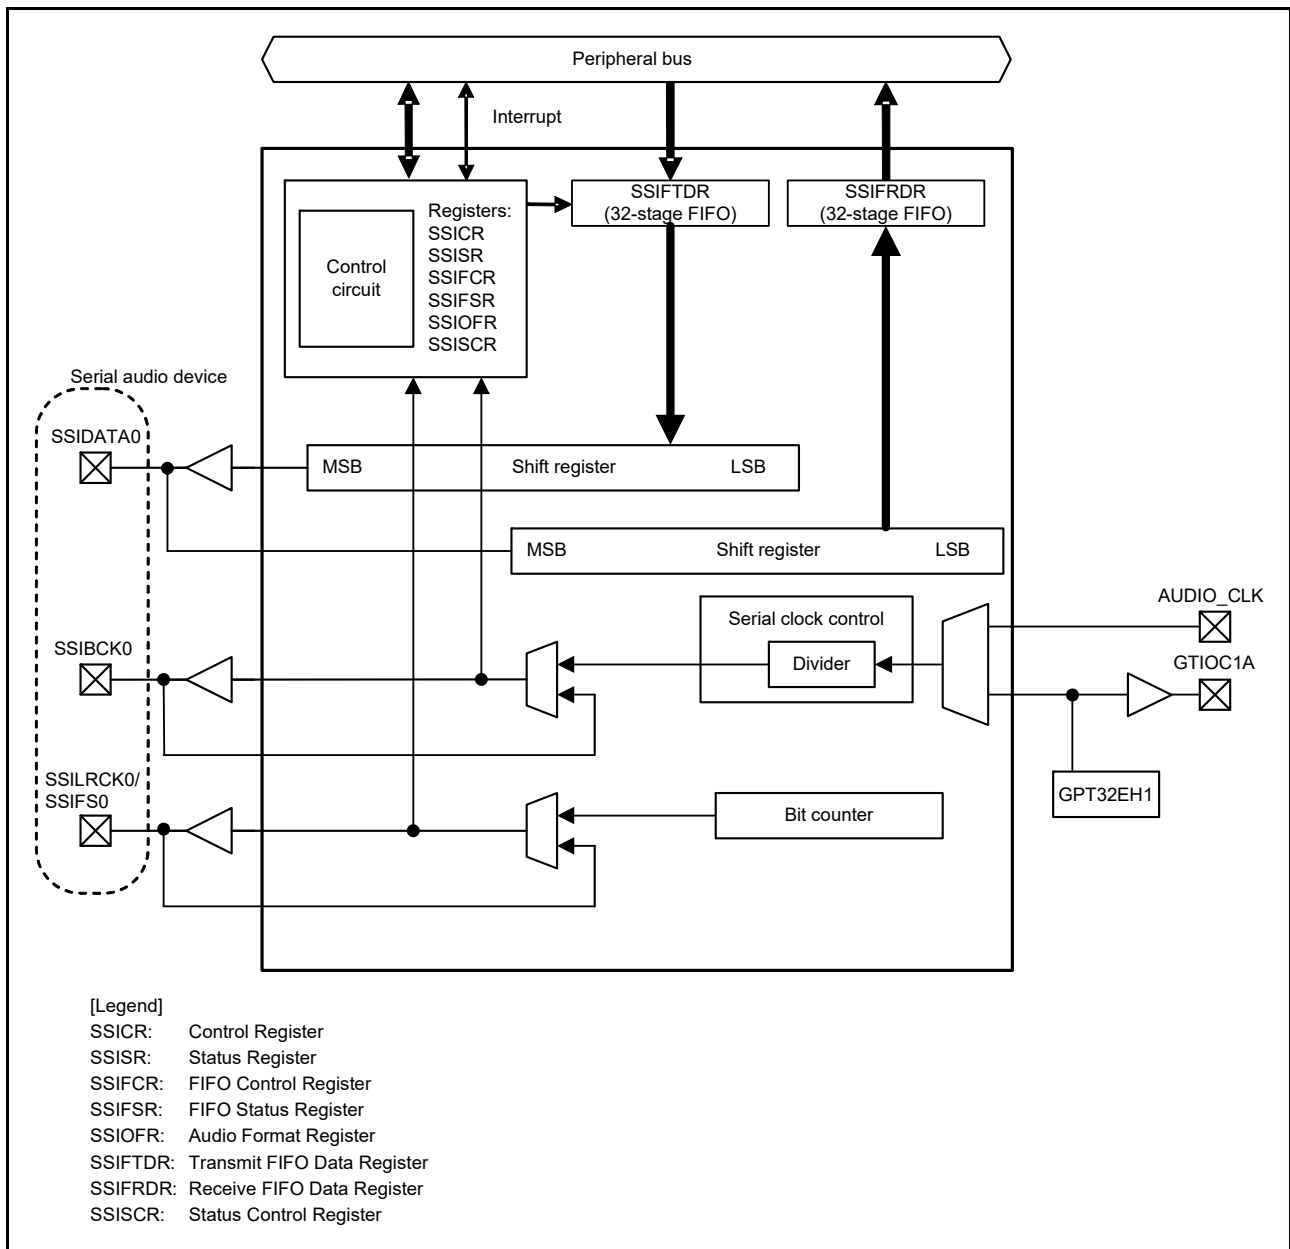 Peripheral bus
Interrupt
SSIFTDR
(32-stage FIFO)
SSIFRDR
(32-stage FIFO)
Control
circuit
Registers:
SSICR
SSISR
SSIFCR
SSIFSR
SSIOFR
SSISCR
Serial audio device
SSIDATA0
MSB Shift register LSB
MSB Shift register LSB
AUDIO_CLK
Serial clock control
SSIBCK0
Divider
GTIOC1A
SSILRCK0/
SSIFS0
GPT32EH1
Bit counter
[Legend]
SSICR: Control Register
SSISR: Status Register
SSIFCR: FIFO Control Register
SSIFSR: FIFO Status Register
SSIOFR: Audio Format Register
SSIFTDR: Transmit FIFO Data Register
SSIFRDR: Receive FIFO Data Register
SSISCR: Status Control Register